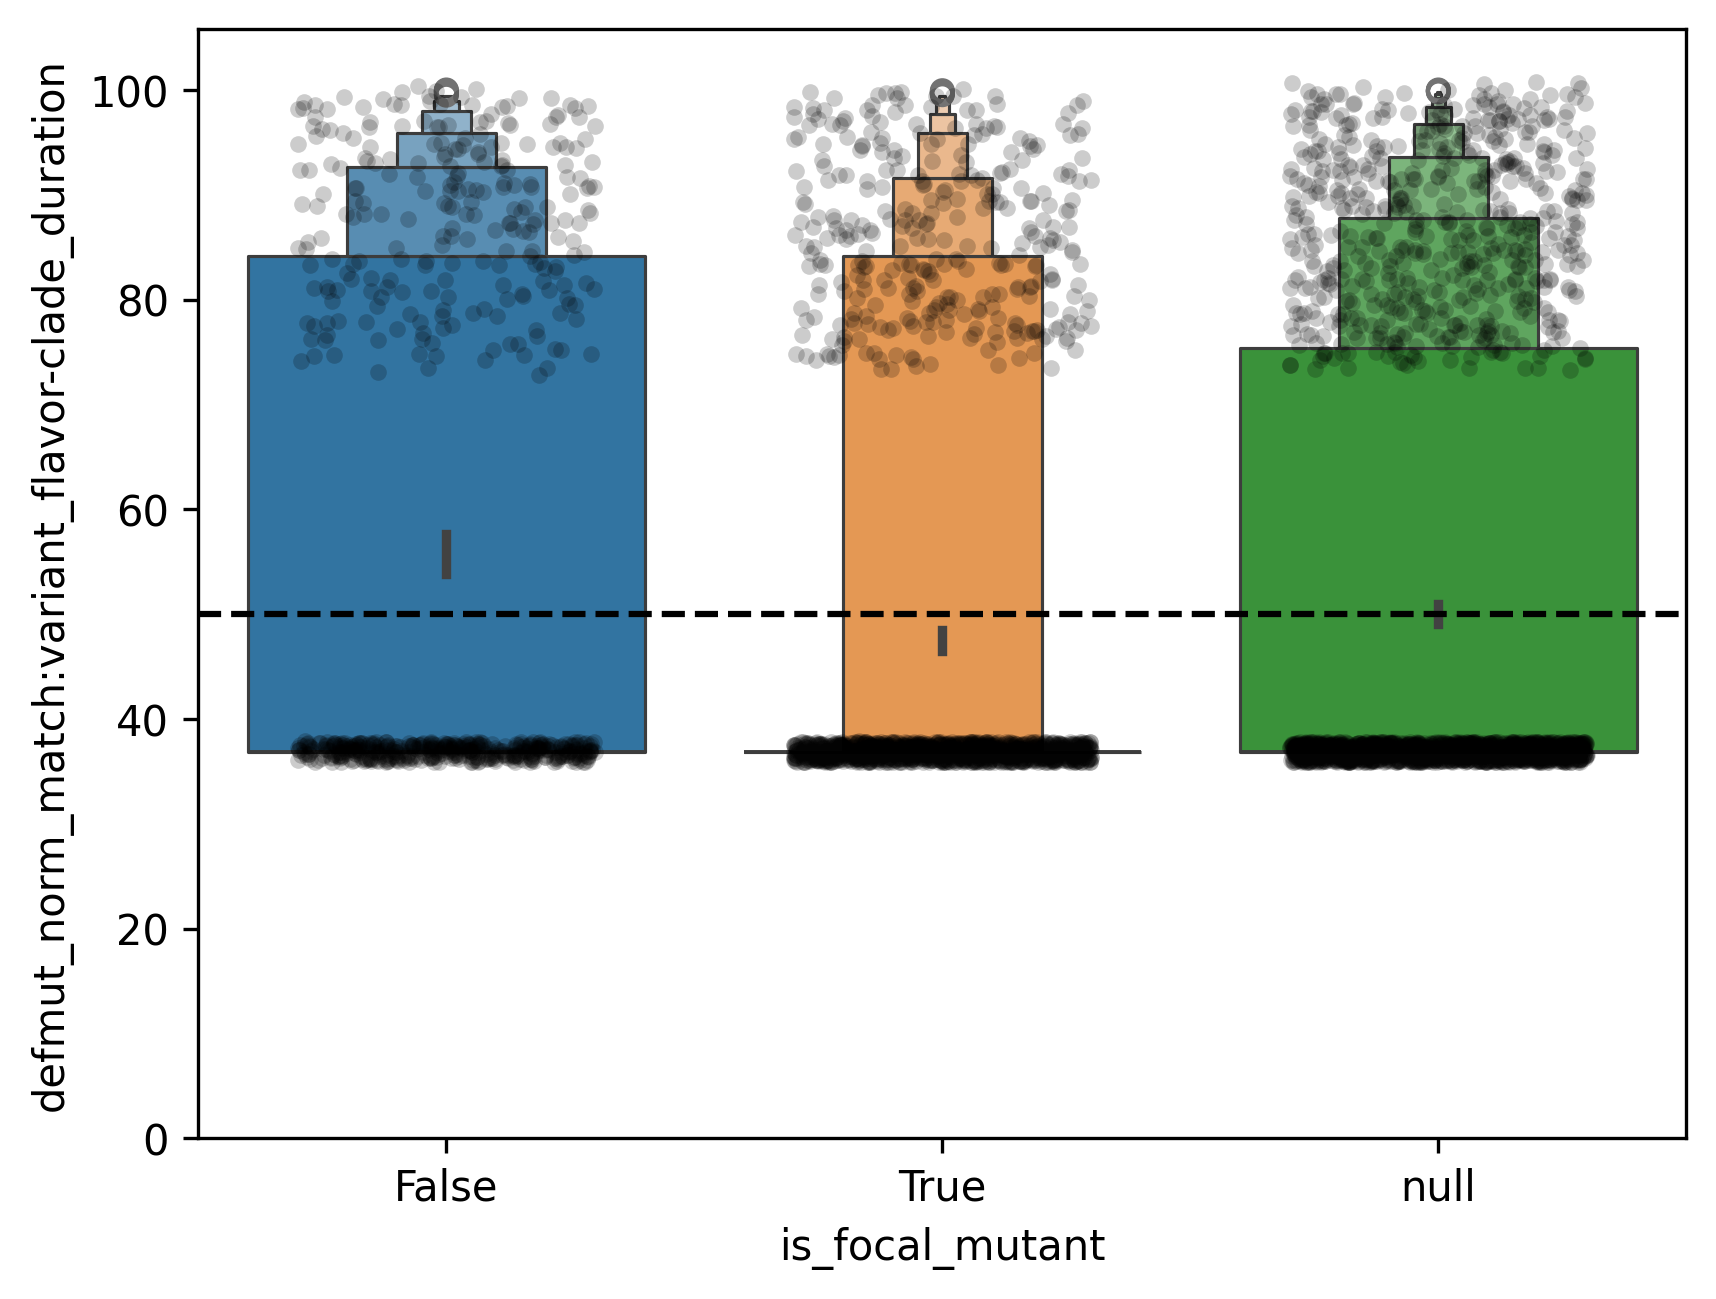 defmut_norm_match:variant_flavor-clade_duration
100
80
60
40
20
0
False
True
null
is_focal_mutant